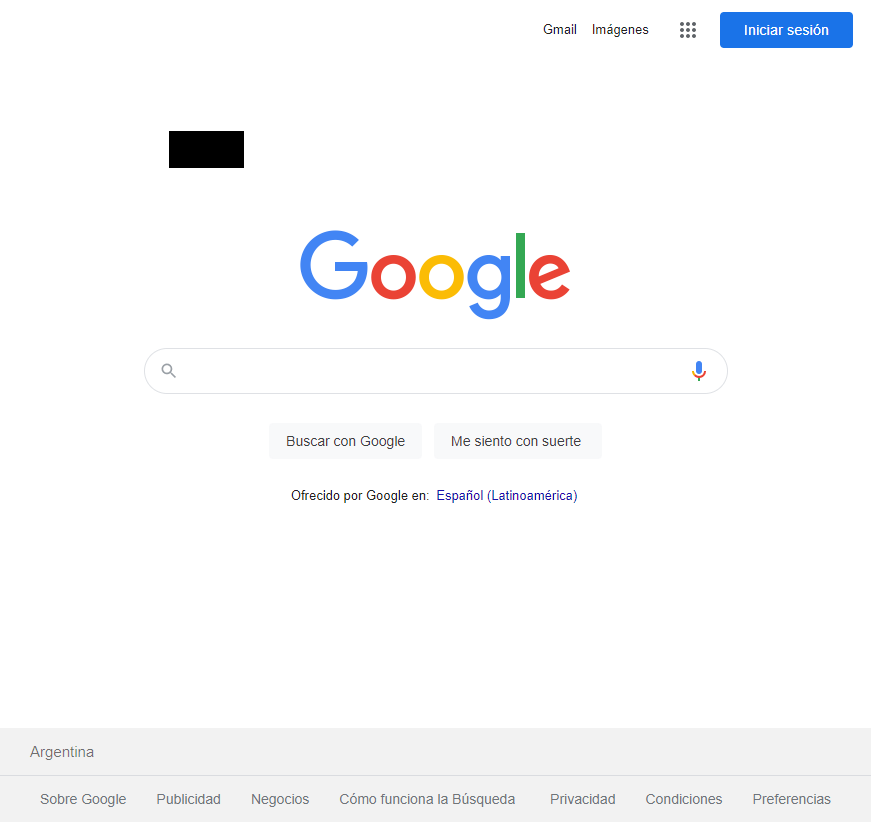 Gmail Imágenes Iniciar sesión
Google
Buscar con Google Me siento con suerte
Ofrecido por Google en: Español (Latinoamérica)
Argentina
Sobre Google Publicidad Negocios Cómo funciona la Búsqueda Privacidad Condiciones Preferencias